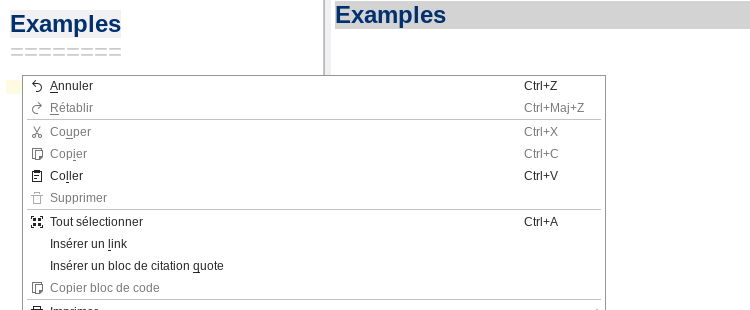 Examples
=========
Examples
Annuler Ctrl+Z
Rétablir Ctrl+Maj+Z
Couper Ctrl+X
Copier Ctrl+C
Coller Ctrl+V
Supprimer
Tout sélectionner Ctrl+A
Insérer un link
Insérer un bloc de citation quote
Copier bloc de code
Imprimer